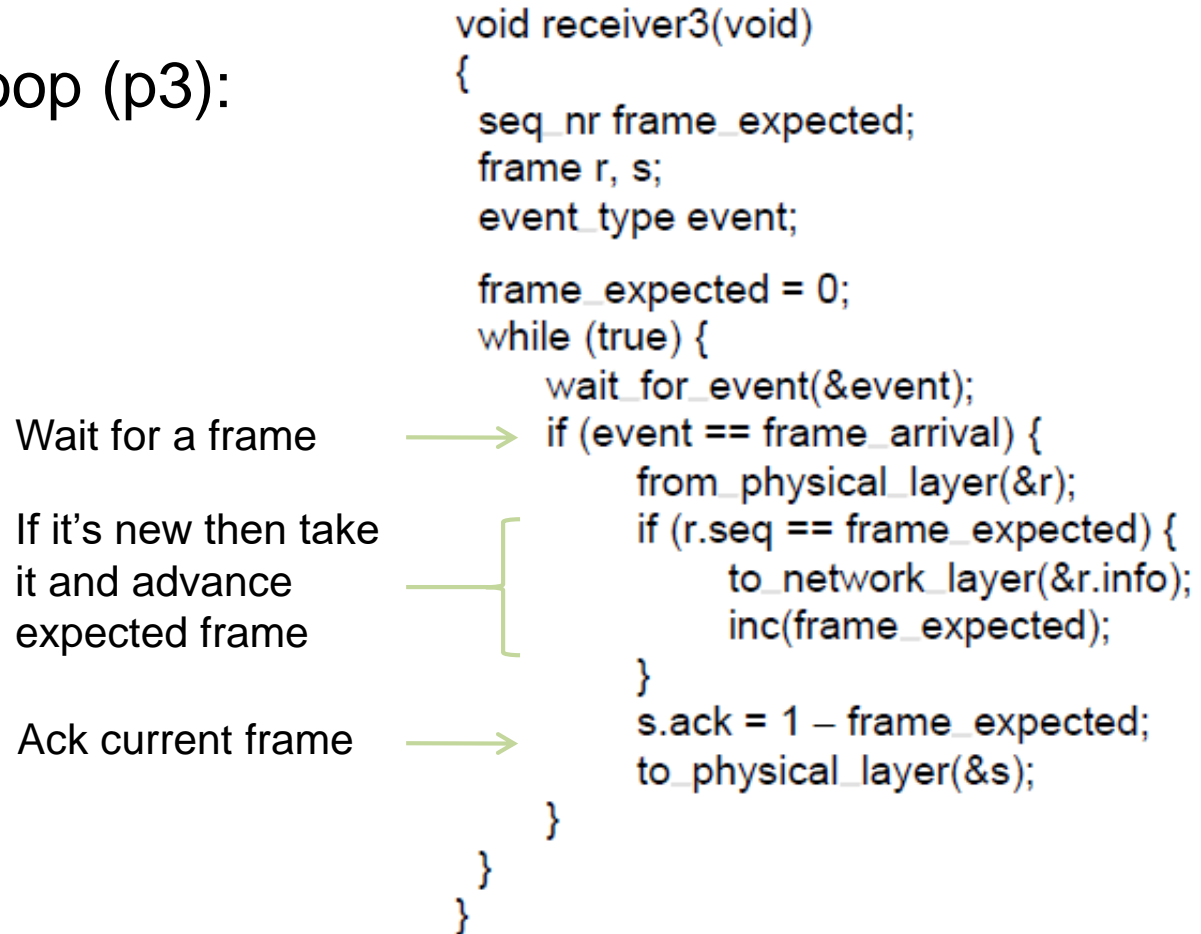 oop (p3):
void receiver3(void)
{
seq_nr frame_expected;
frame r, s;
event_type event;
frame_expected = 0;
while (true) {
wait_for_event(&event);
Wait for a frame
if (event == frame_arrival) {
from_physical_layer(&r);
If it's new then take
it and advance
expected frame
if (r.seq == frame_expected) {
to_network_layer(&r.info);
inc(frame_expected);
}
Ack current frame
s.ack = 1 – frame_expected;
to_physical_layer(&s);
}
}
}